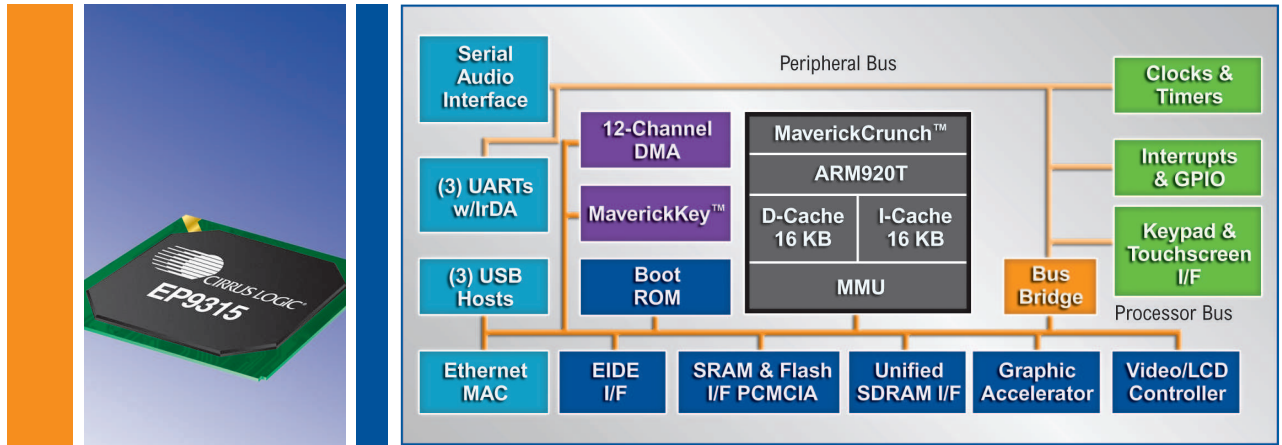 CIRRUS LOGIC®
EP9315
Serial
Audio
Interface
Peripheral Bus
Clocks &
Timers
12-Channel
DMA
MaverickCrunch™
ARM920T
(3) UARTs
w/IrDA
MaverickKey™
D-Cache
16 KB
I-Cache
16 KB
Interrupts
& GPIO
Keypad &
Touchscreen
I/F
(3) USB
Hosts
Boot
ROM
MMU
Bus
Bridge
Processor Bus
Ethernet
MAC
EIDE
I/F
SRAM & Flash
I/F PCMCIA
Unified
SDRAM I/F
Graphic
Accelerator
Video/LCD
Controller